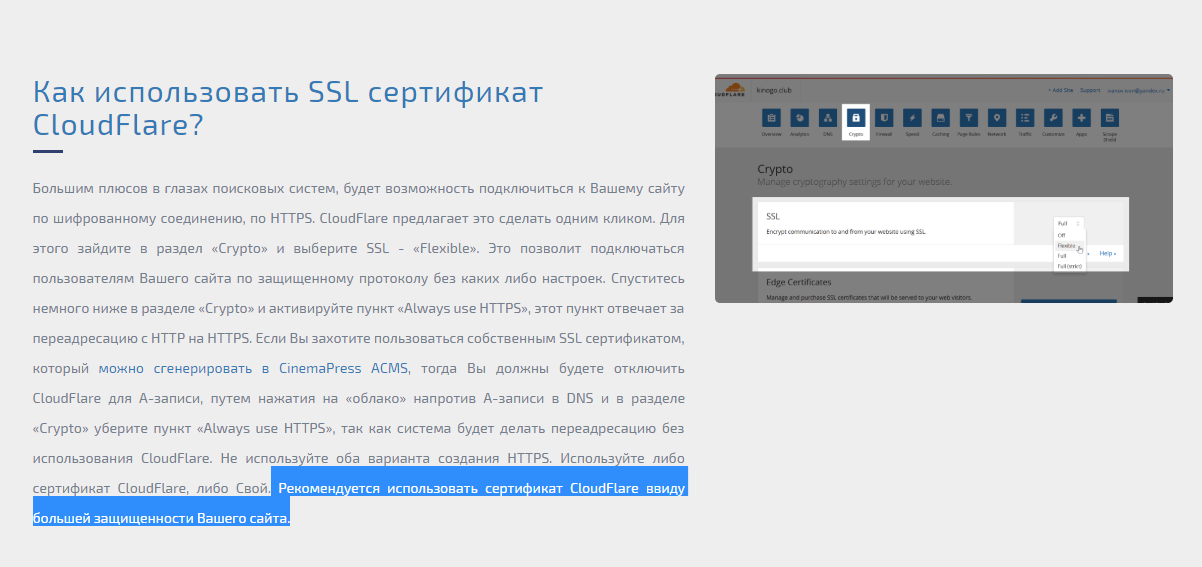 Как использовать SSL сертификат
CloudFlare?
Большим плюсов в глазах поисковых систем, будет возможность подключиться к Вашему сайту
по шифрованному соединению, по HTTPS. CloudFlare предлагает это сделать одним кликом. Для
этого зайдите в раздел «Crypto» и выберите SSL - «Flexible». Это позволит подключаться
пользователям Вашего сайта по защищенному протоколу без каких либо настроек. Спуститесь
немного ниже в разделе «Crypto» и активируйте пункт «Always use HTTPS», этот пункт отвечает за
переадресацию с HTTP на HTTPS. Если Вы захотите пользоваться собственным SSL сертификатом,
который можно сгенерировать в CinemaPress ACMS, тогда Вы должны будете отключить
CloudFlare для А-записи, путем нажатия на «облако» напротив А-записи в DNS и в разделе
«Crypto» уберите пункт «Always use HTTPS», так как система будет делать переадресацию без
использования CloudFlare. Не используйте оба варианта создания HTTPS. Используйте либо
сертификат CloudFlare, либо Свой. Рекомендуется использовать сертификат CloudFlare ввиду
большей защищенности Вашего сайта.
kinogo.club
+ Add Site Support
Overview Analytics DNS Crypto Firewall Speed Caching Page Rules Network Traffic Customize Apps Scrape
Shield
Crypto
Manage cryptography settings for your website.
SSL
Encrypt communication to and from your website using SSL
Full
Off
Flexible
Full
Full (strict)
Help
Edge Certificates
Manage and purchase SSL certificates that will be served to your web visitors.